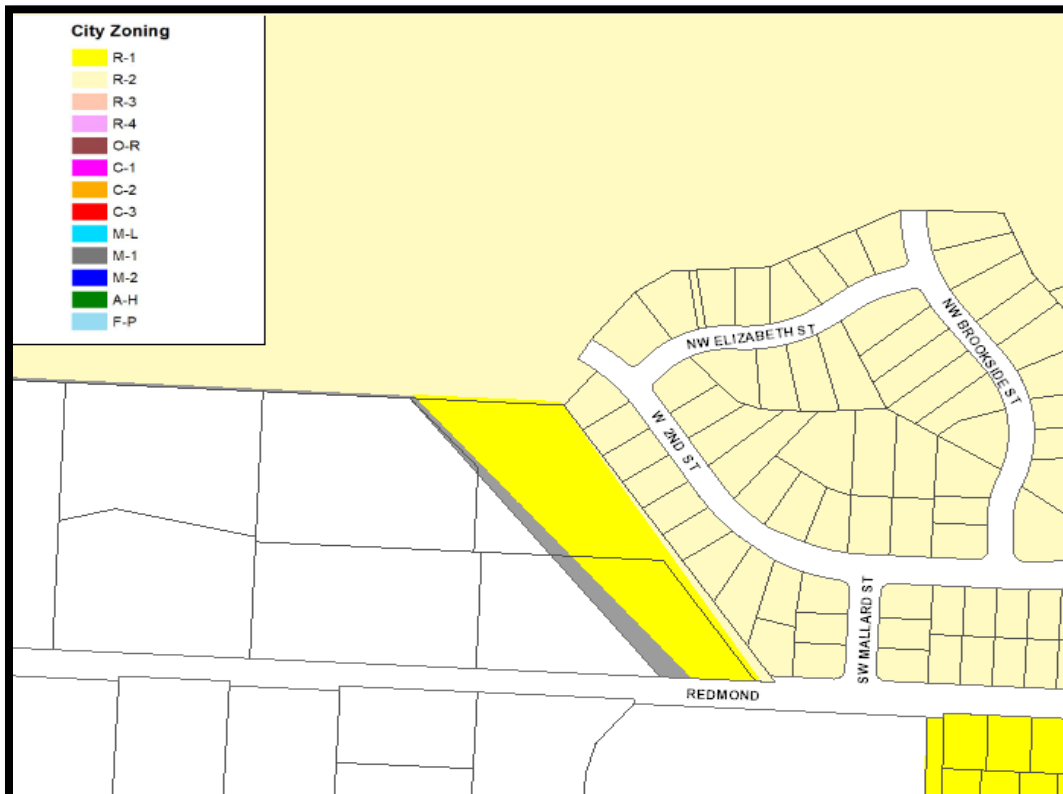 City Zoning
R-1
R-2
R-3
R-4
O-R
C-1
C-2
C-3
M-L
M-1
M-2
A-H
F-P
NW ELIZABETH ST
NW BROOKSIDE ST
W 2ND ST
SW MALLARD ST
REDMOND